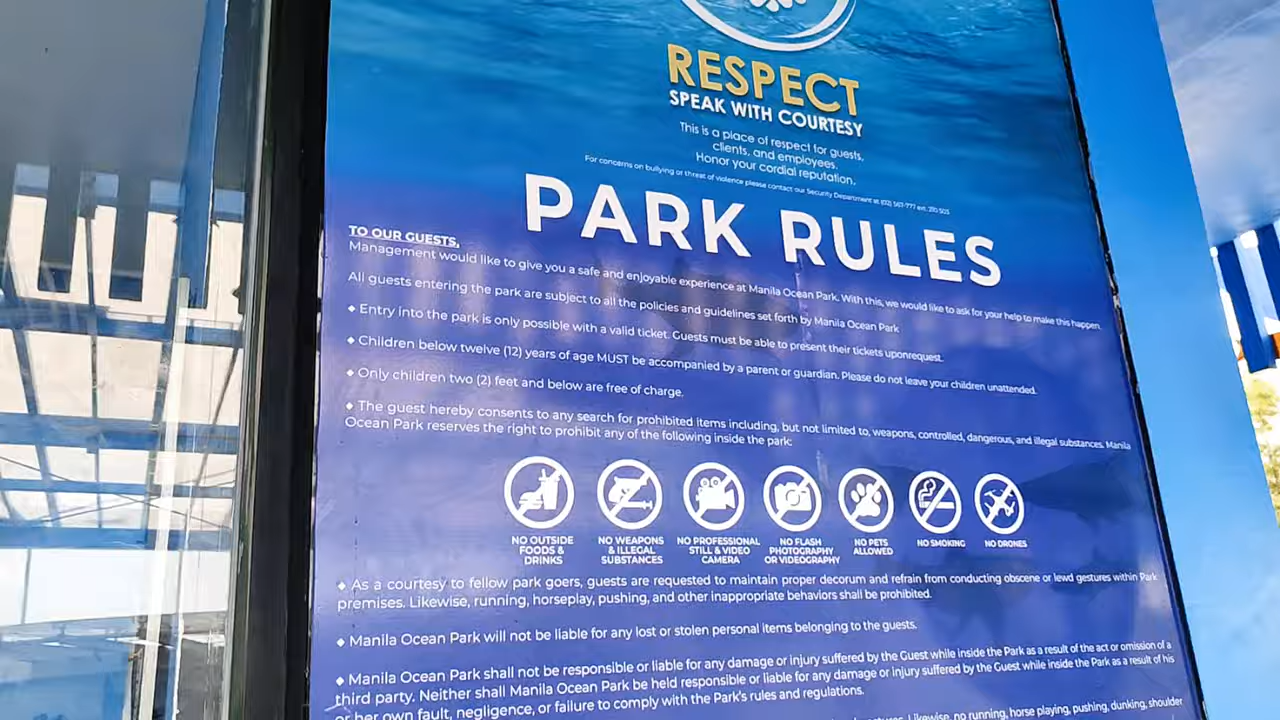 RESPECT
SPEAK WITH COURTESY
This is a place of respect for guests,
clients, and employees.
Honor your cordial reputation.
For concerns on bullying or threat of violence please contact our Security Department at (02) 567-777 ext.
PARK RULES
TO OUR GUESTS,
Management would like to give you a safe and enjoyable experience at Manila Ocean Park. With this, we would like to ask for your help to make this happen.
All guests entering the park are subject to all the policies and guidelines set forth by Manila Ocean Park
◆ Entry into the park is only possible with a valid ticket. Guests must be able to present their tickets uponrequest.
◆ Children below twelve (12) years of age MUST be accompanied by a parent or guardian. Please do not leave your children unattended.
◆ Only children two (2) feet and below are free of charge.
◆ The guest hereby consents to any search for prohibited items including, but not limited to, weapons, controlled, dangerous, and illegal substances. Manila
Ocean Park reserves the right to prohibit any of the following inside the park:
NO OUTSIDE
FOODS &
DRINKS
NO WEAPONS
& ILLEGAL
SUBSTANCES
NO PROFESSIONAL
STILL & VIDEO
CAMERA
NO FLASH
PHOTOGRAPHY
OR VIDEOGRAPHY
NO PETS
ALLOWED
NO SMOKING
NO DRONES
◆ As a courtesy to fellow park goers, guests are requested to maintain proper decorum and refrain from conducting obscene or lewd gestures within Park
premises. Likewise, running, horseplay, pushing, and other inappropriate behaviors shall be prohibited.
◆ Manila Ocean Park will not be liable for any lost or stolen personal items belonging to the guests.
◆ Manila Ocean Park shall not be responsible or liable for any damage or injury suffered by the Guest while inside the Park as a result of the act or omission of a
third party. Neither shall Manila Ocean Park be held responsible or liable for any damage or injury suffered by the Guest while inside the Park as a result of his
or her own fault, negligence, or failure to comply with the Park's rules and regulations.
Likewise, no running, horse playing, pushing, dunking, shoulder